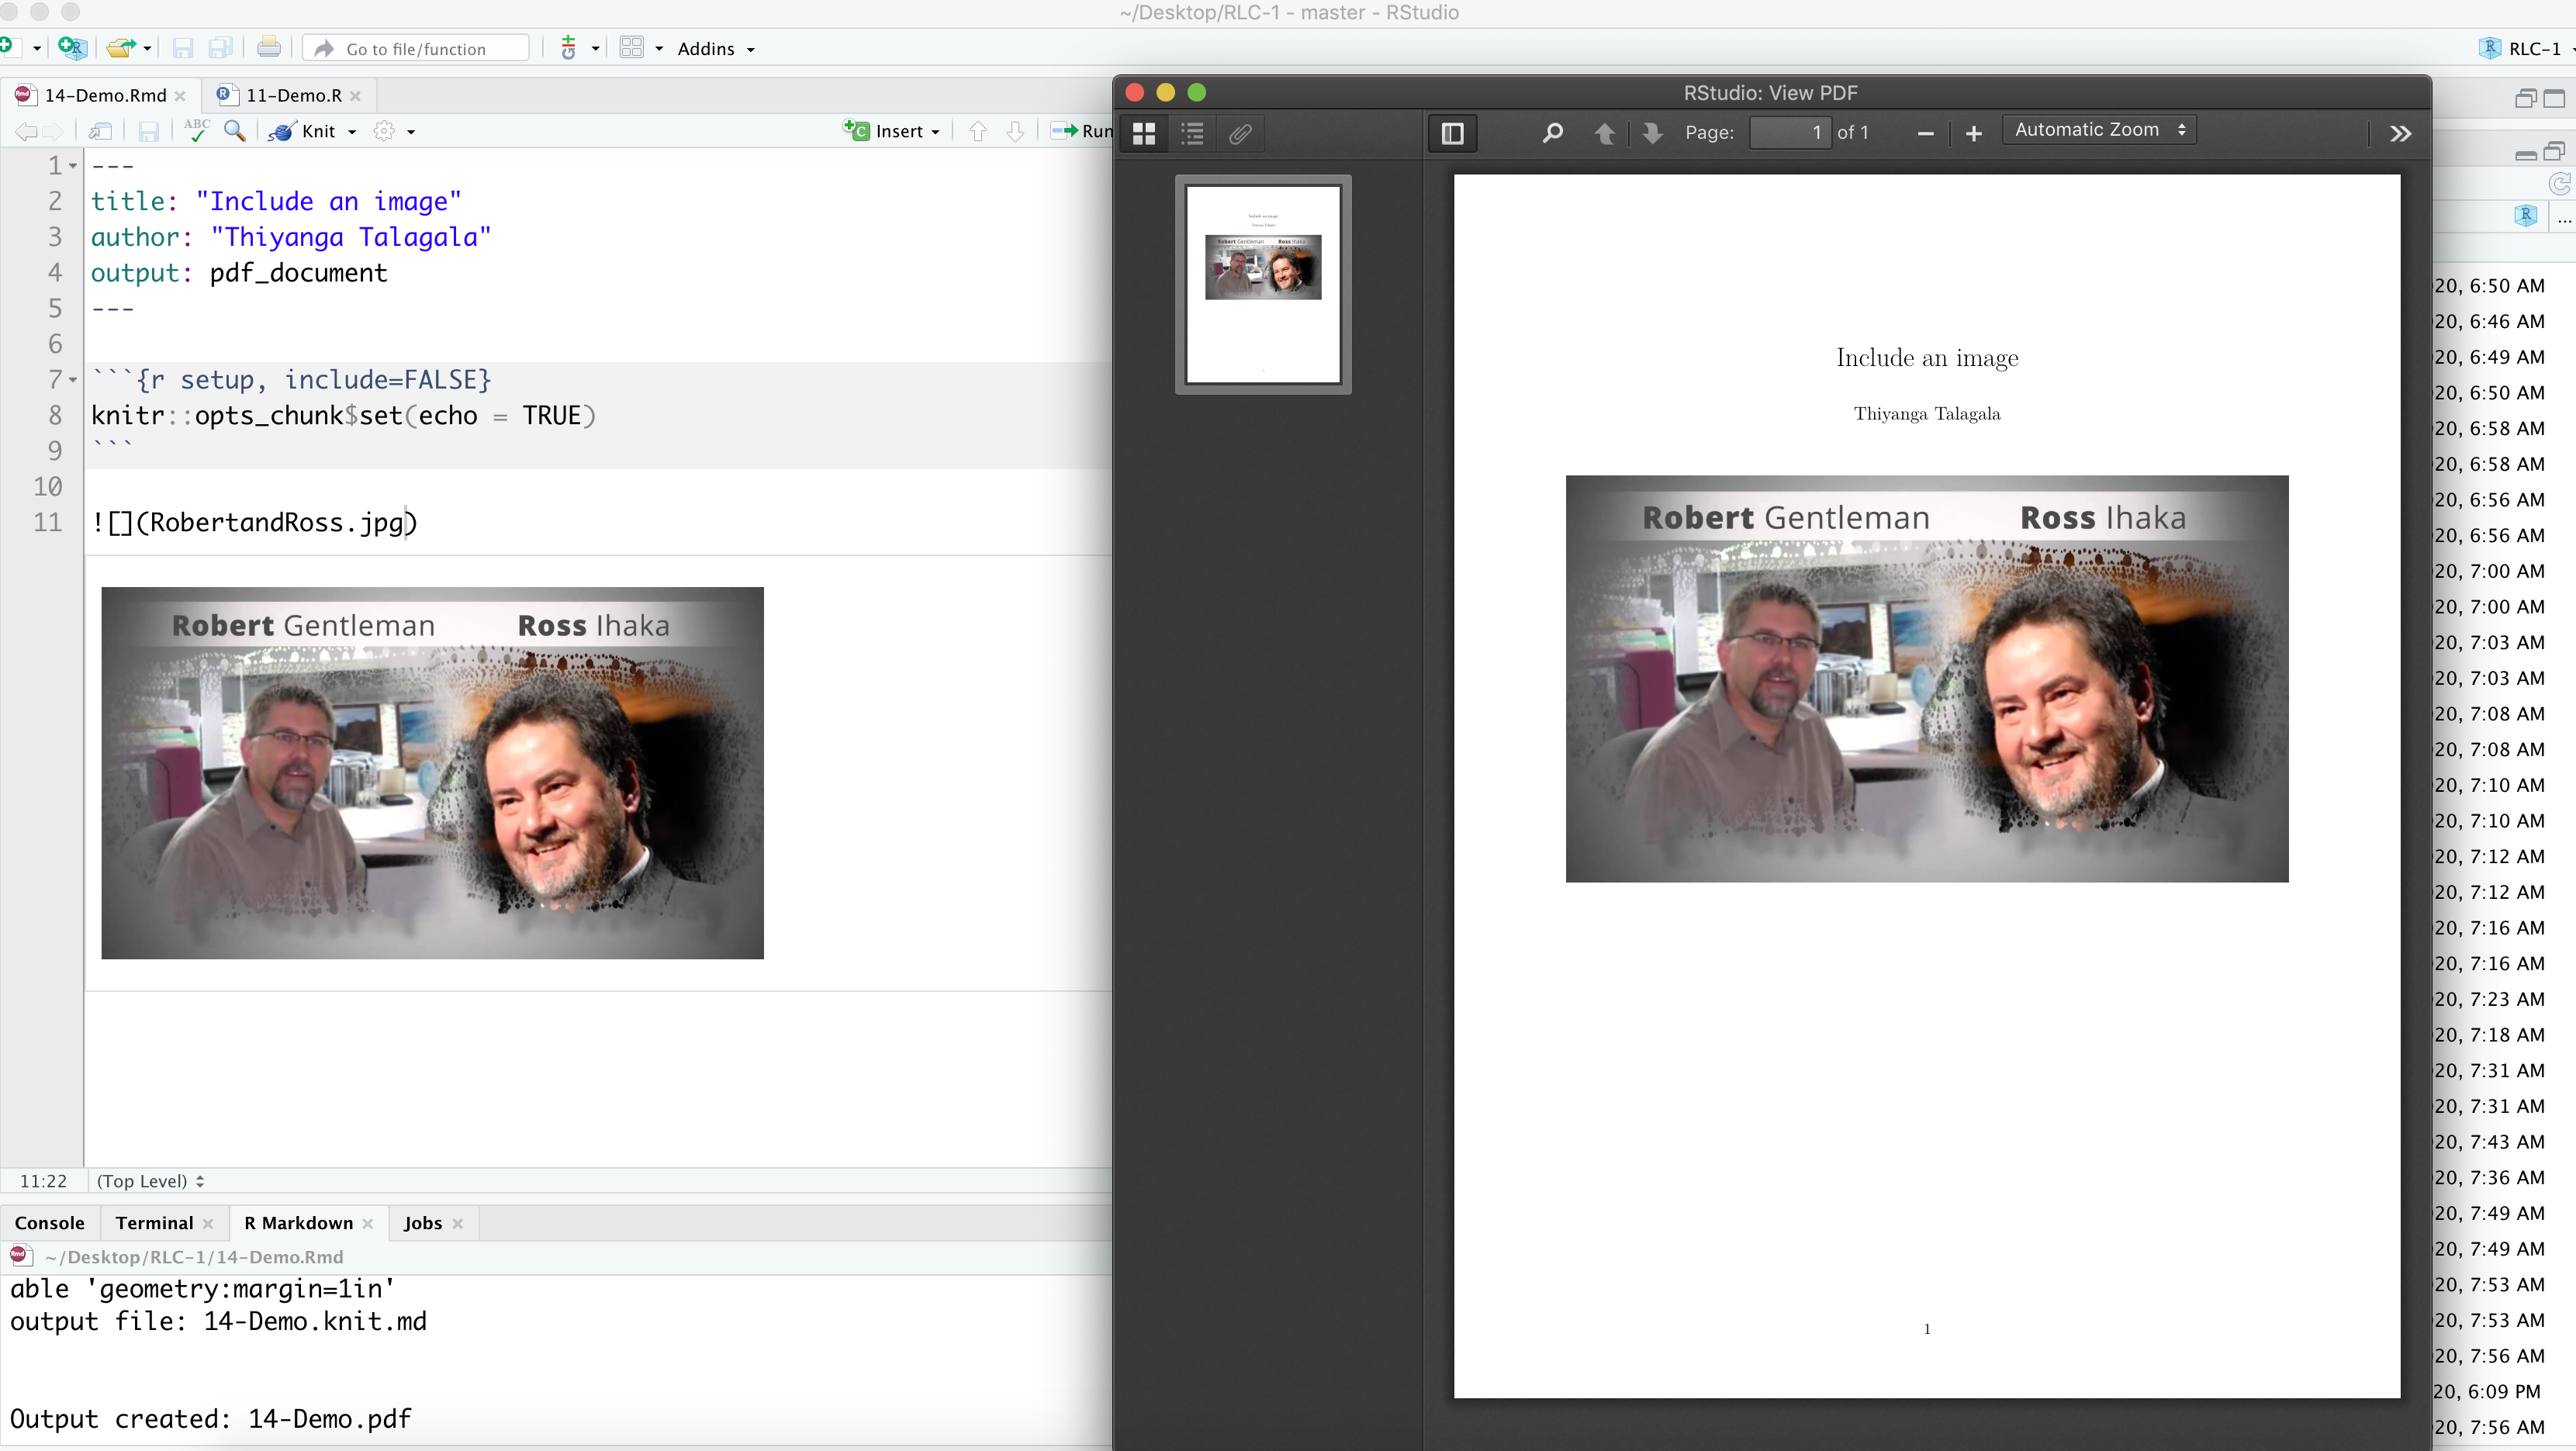 ~/Desktop/RLC-1 - master - RStudio
Go to file/function
Addins
RLC-1
14-Demo.Rmd
11-Demo.R
ABC
Knit
Insert
Run
1 ---
2 title: "Include an image"
3 author: "Thiyanga Talagala"
4 output: pdf_document
5 ---
6
7 ```{r setup, include=FALSE}
8 knitr::opts_chunk$set(echo = TRUE)
9 ```
10
11 ![](RobertandRoss.jpg)
Robert Gentleman Ross Ihaka
11:22 (Top Level)
Console Terminal R Markdown Jobs
~/Desktop/RLC-1/14-Demo.Rmd
able 'geometry:margin=1in'
output file: 14-Demo.knit.md
Output created: 14-Demo.pdf
RStudio: View PDF
Page: 1 of 1
Automatic Zoom
Include an image
Thiyanga Talagala
Robert Gentleman Ross Ihaka
Include an image
Thiyanga Talagala
Robert Gentleman Ross Ihaka
1
...
20, 6:50 AM
20, 6:46 AM
20, 6:49 AM
20, 6:50 AM
20, 6:58 AM
20, 6:58 AM
20, 6:56 AM
20, 6:56 AM
20, 7:00 AM
20, 7:00 AM
20, 7:03 AM
20, 7:03 AM
20, 7:08 AM
20, 7:08 AM
20, 7:10 AM
20, 7:10 AM
20, 7:12 AM
20, 7:12 AM
20, 7:16 AM
20, 7:16 AM
20, 7:23 AM
20, 7:18 AM
20, 7:31 AM
20, 7:31 AM
20, 7:43 AM
20, 7:36 AM
20, 7:49 AM
20, 7:49 AM
20, 7:53 AM
20, 7:53 AM
20, 7:56 AM
20, 6:09 PM
20, 7:56 AM